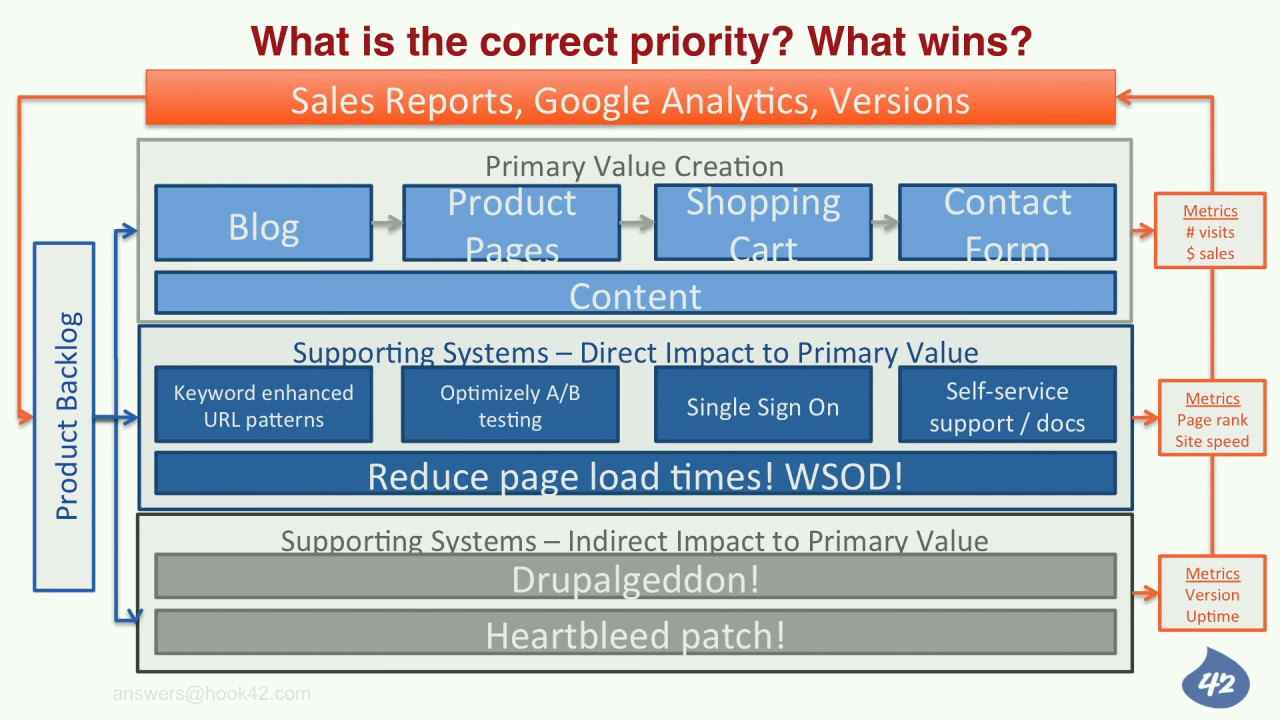 What is the correct priority? What wins?
Sales Reports, Google Analytics, Versions
Primary Value Creation
Blog
Product
Pages
Shopping
Cart
Contact
Form
Content
Metrics
# visits
$ sales
Product Backlog
Supporting Systems – Direct Impact to Primary Value
Keyword enhanced
URL patterns
Optimizely A/B
testing
Single Sign On
Self-service
support / docs
Reduce page load times! WSOD!
Metrics
Page rank
Site speed
Supporting Systems – Indirect Impact to Primary Value
Drupalgeddon!
Heartbleed patch!
Metrics
Version
Uptime
answers@hook42.com
42